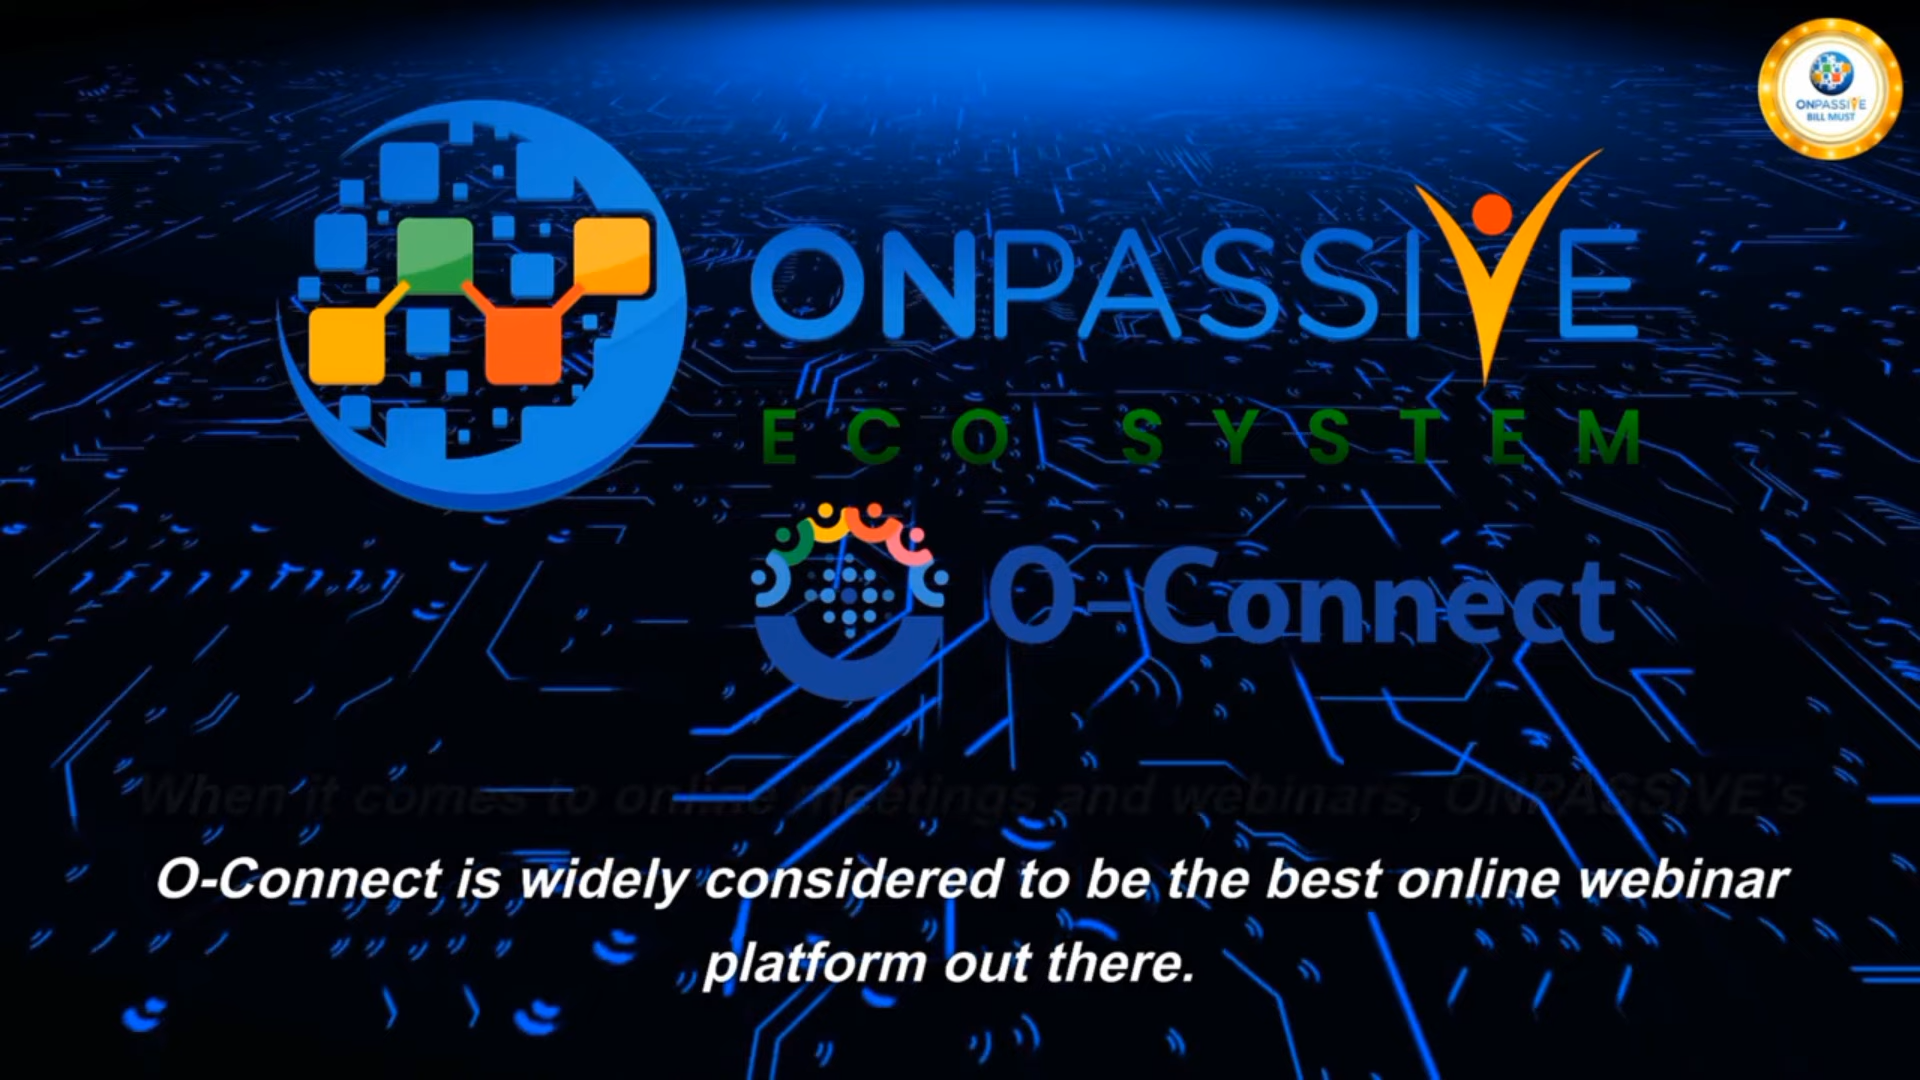 ONPASSIVE
BILL MUST
ONPASSIVE
ECO SYSTEM
O-Connect
When it comes to online meetings and webinars, ONPASSIVE's
O-Connect is widely considered to be the best online webinar
platform out there.